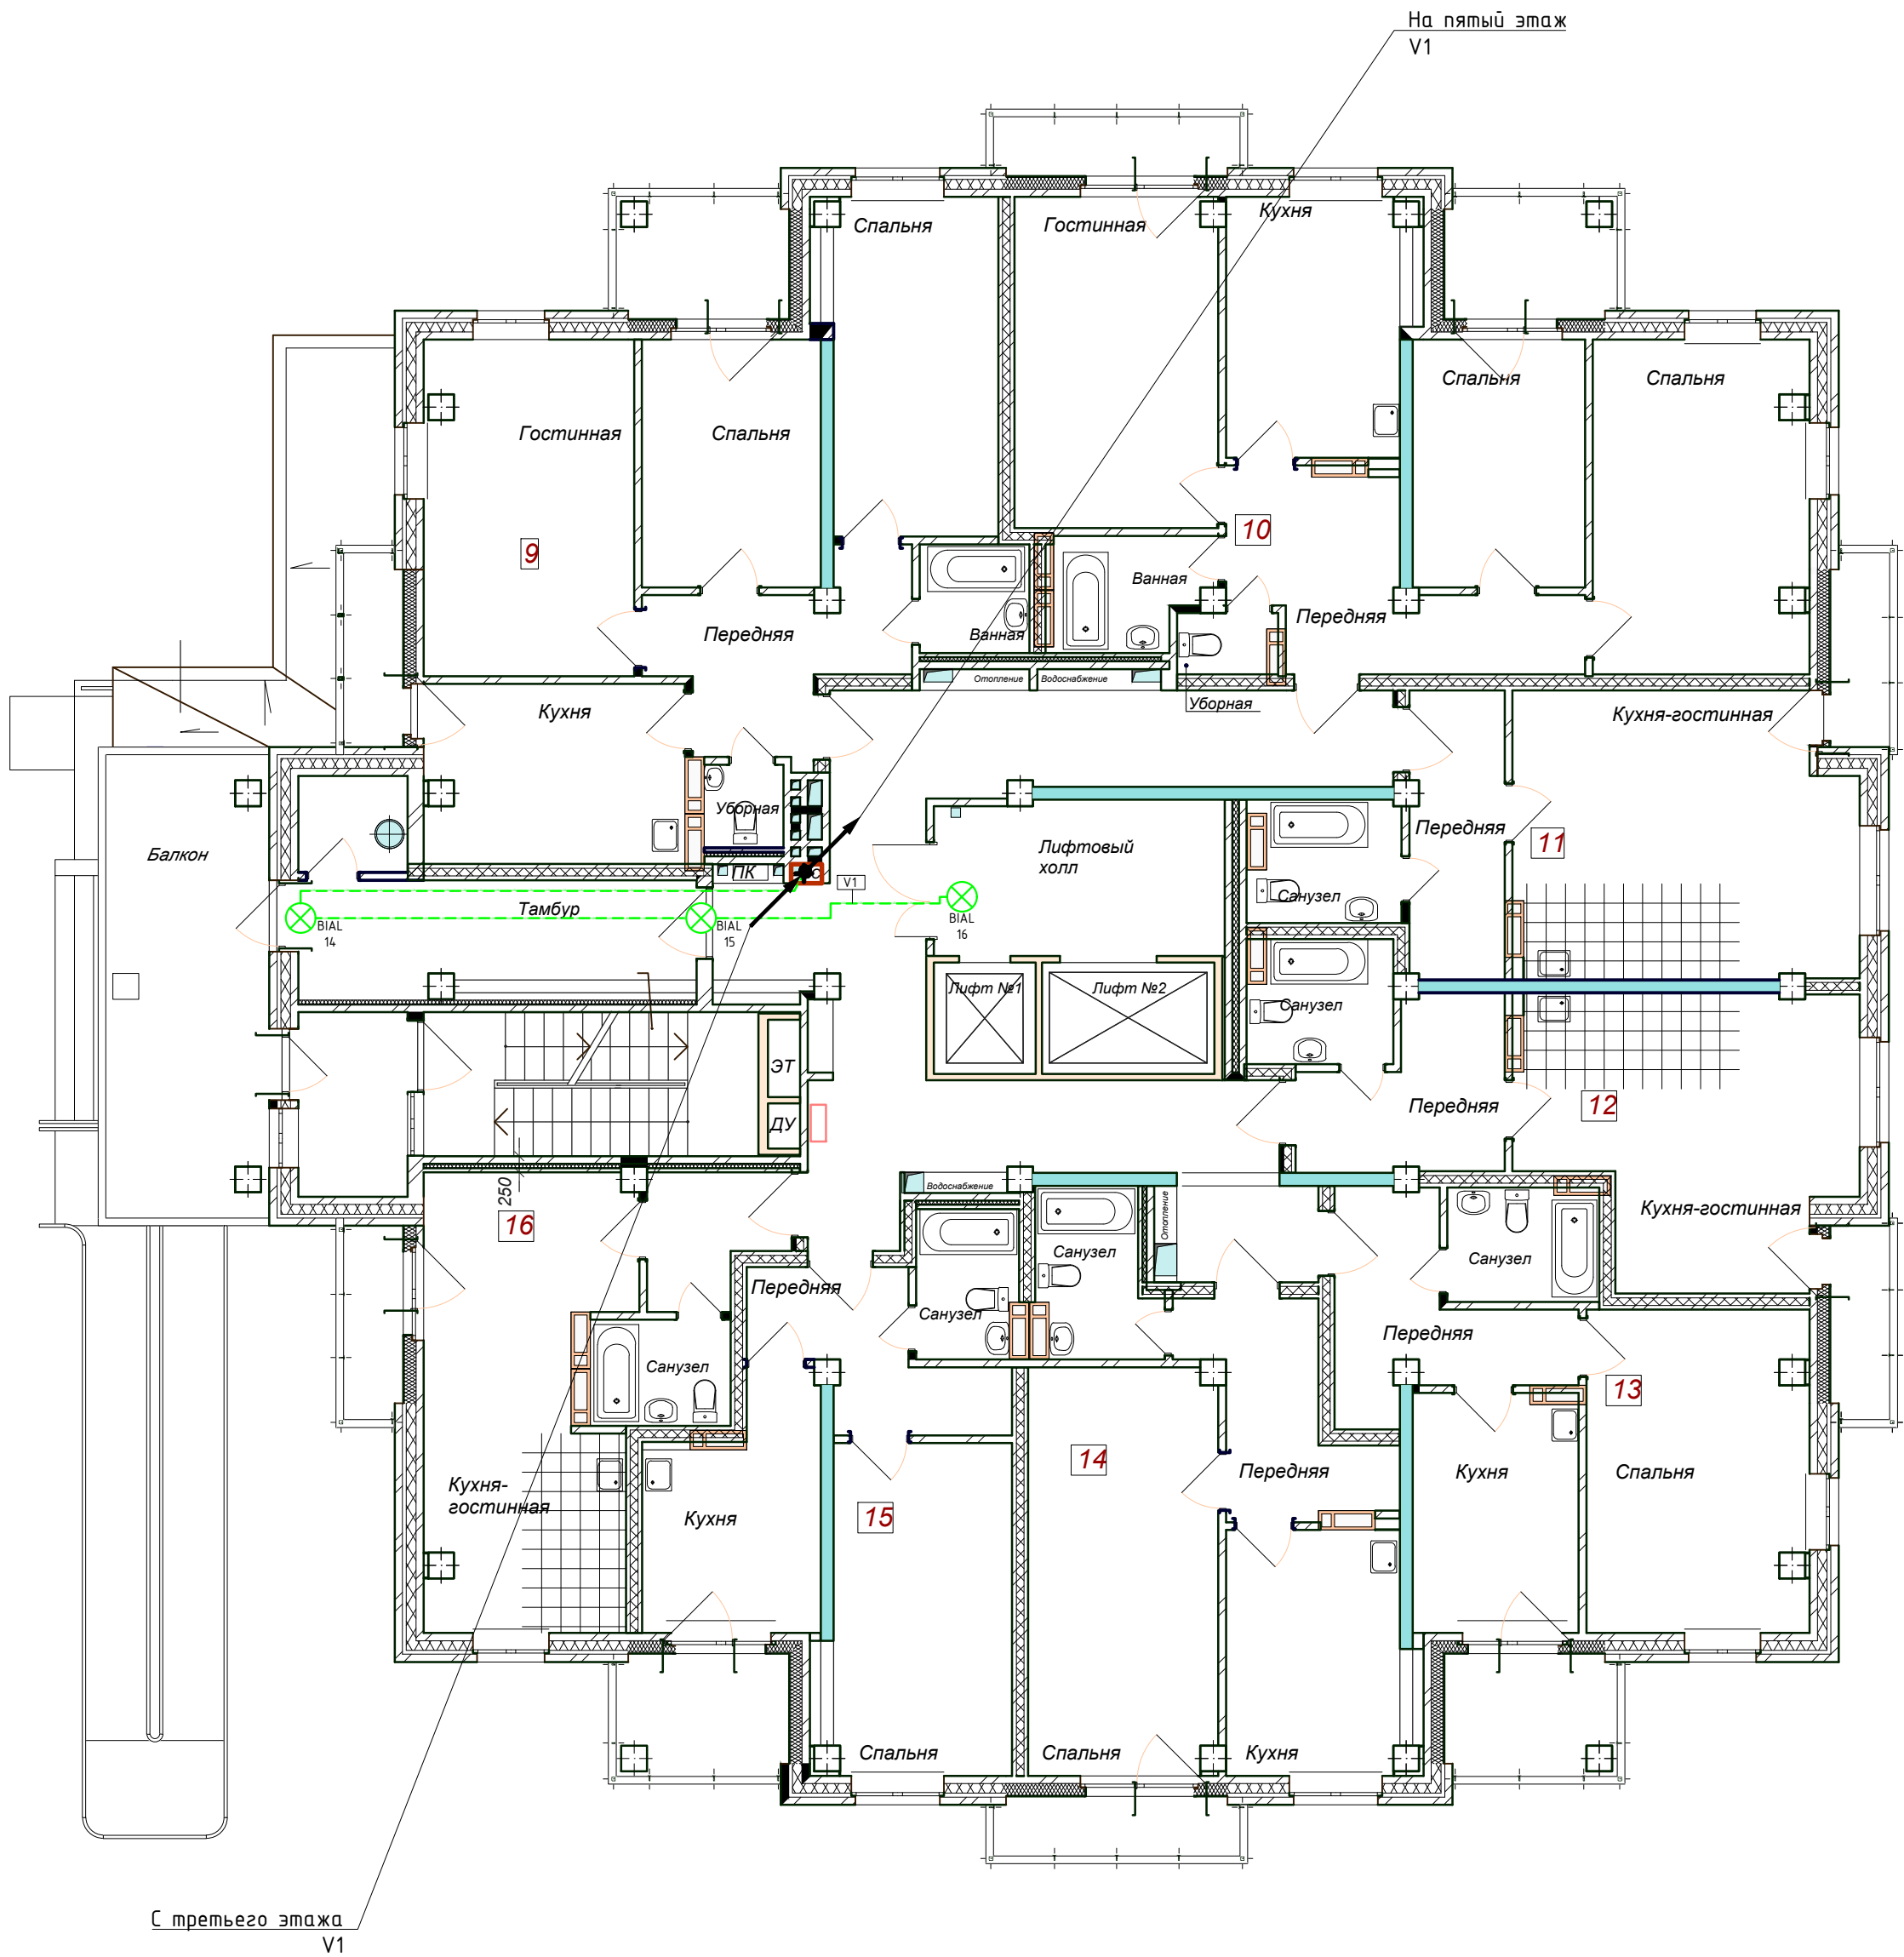 На пятый этаж
V1
Спальня
Гостинная
Кухня
Спальня
Спальня
Гостинная
Спальня
10
9
Ванная
Передняя
Ванная
Передняя
Отопление
Водоснабжение
Уборная
Кухня
Кухня-гостинная
Уборная
Передняя
11
Балкон
Лифтовый
холл
ПК
V1
Санузел
Тамбур
BIAL
14
BIAL
15
BIAL
16
Лифт №1
Лифт №2
Санузел
ЭТ
Передняя
12
ДУ
250
Водоснабжение
Отопление
16
Кухня-гостинная
Санузел
Санузел
Передняя
Санузел
Передняя
Санузел
13
14
Передняя
Кухня
Спальня
Кухня-
гостинная
15
Кухня
Спальня
Спальня
Кухня
С третьего этажа
V1